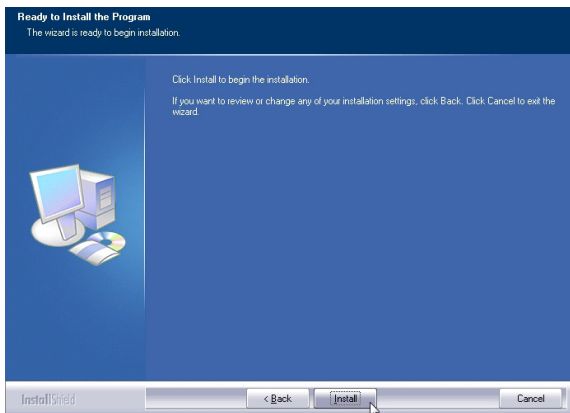 Ready to Install the Program
The wizard is ready to begin installation.
Click Install to begin the installation.
If you want to review or change any of your installation settings, click Back. Click Cancel to exit the
wizard.
InstallShield
< Back
Install
Cancel